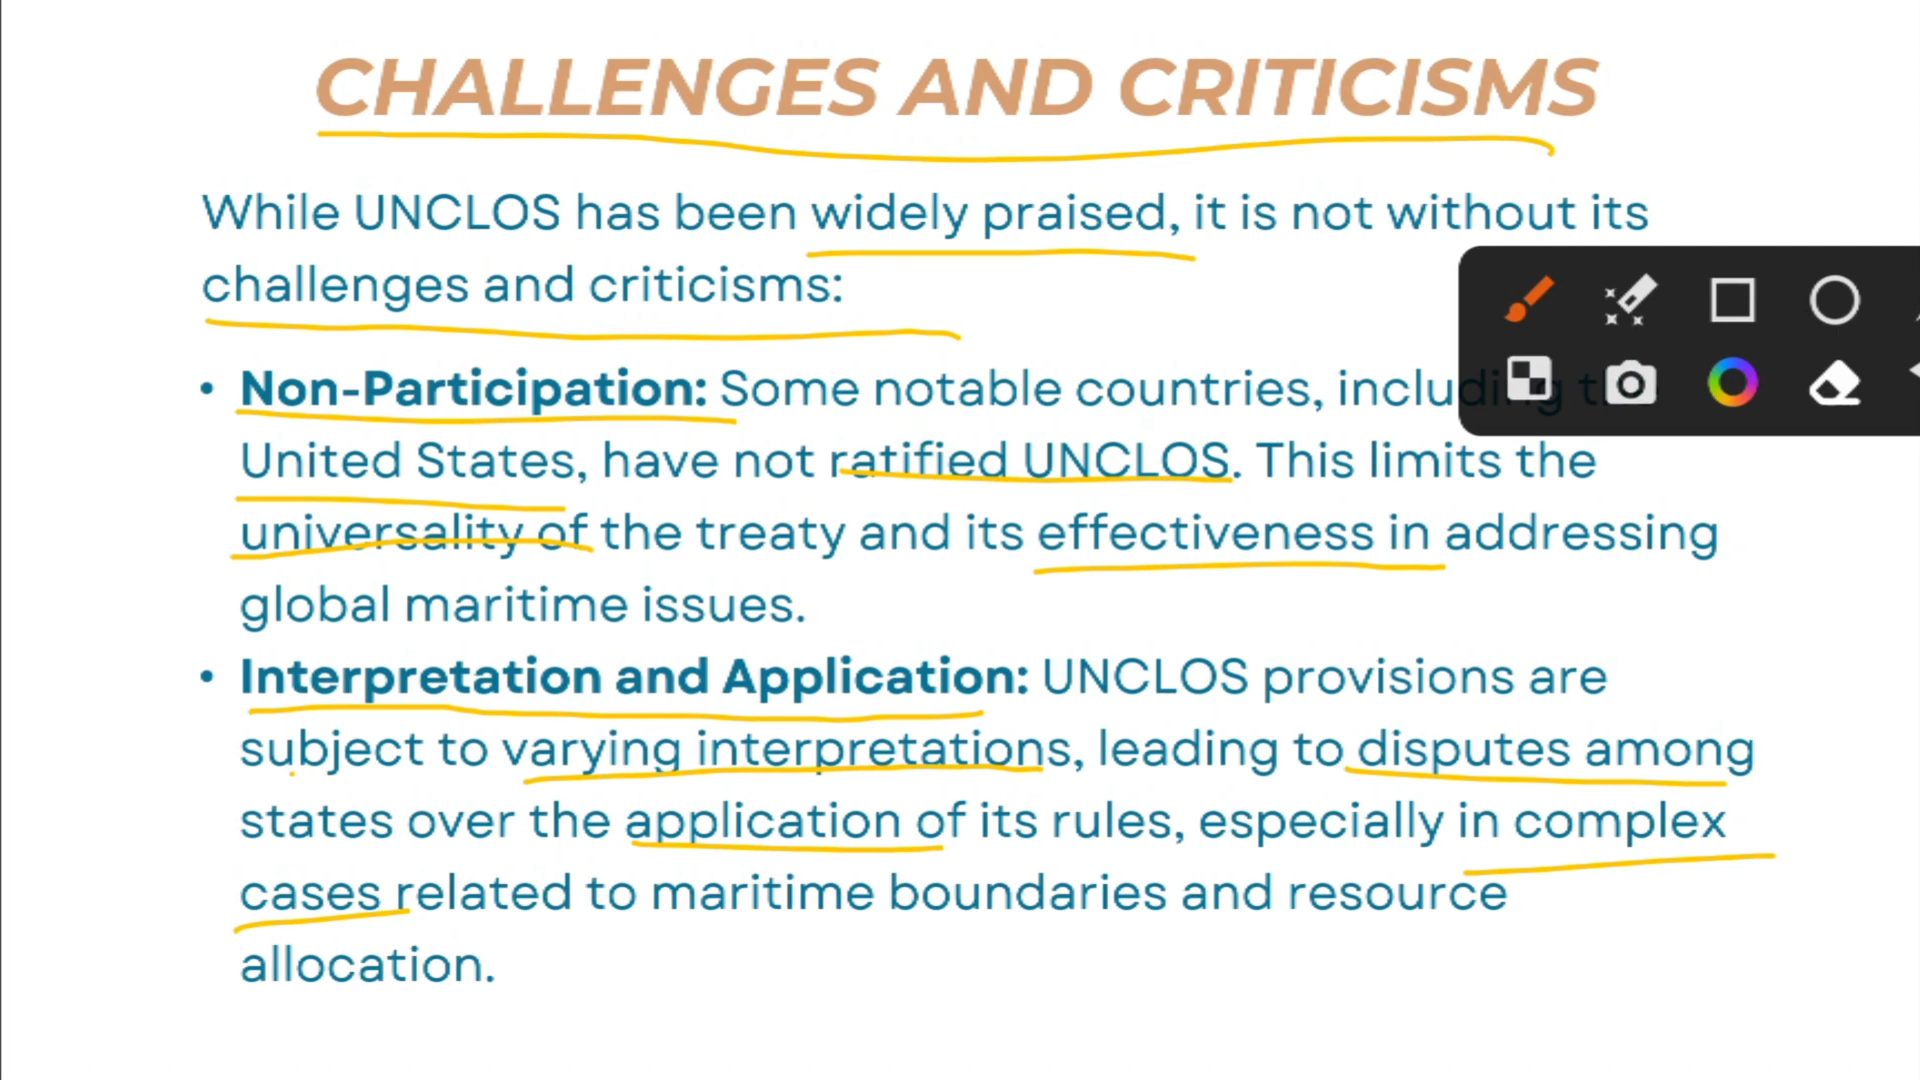 CHALLENGES AND CRITICISMS
While UNCLOS has been widely praised, it is not without its
challenges and criticisms:
• Non-Participation: Some notable countries, including
United States, have not ratified UNCLOS. This limits the
universality of the treaty and its effectiveness in addressing
global maritime issues.
• Interpretation and Application: UNCLOS provisions are
subject to varying interpretations, leading to disputes among
states over the application of its rules, especially in complex
cases related to maritime boundaries and resource
allocation.